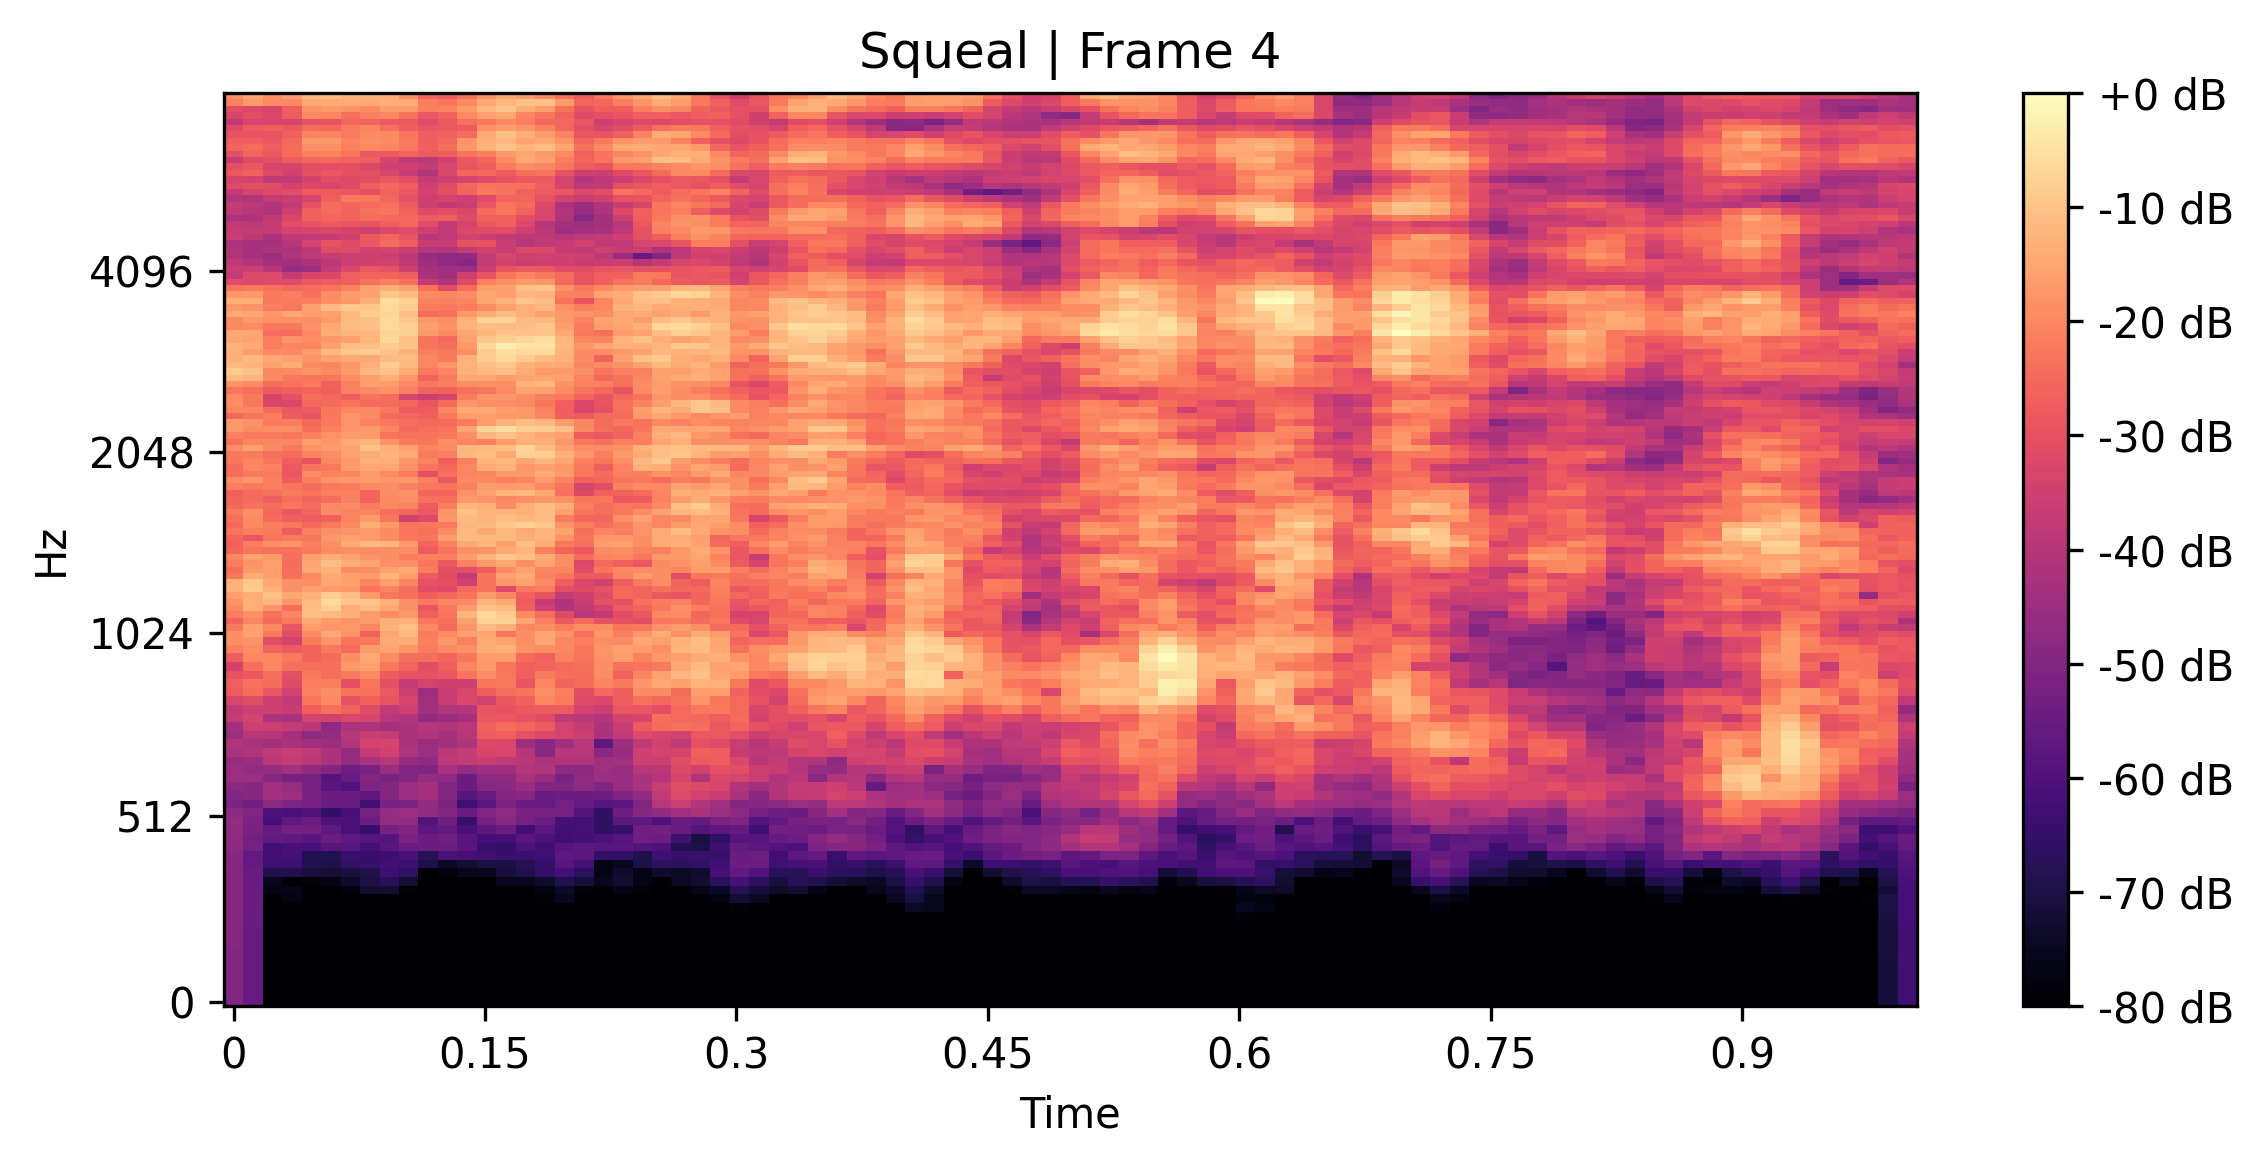 Squeal | Frame 4
+0 dB
-10 dB
-20 dB
-30 dB
-40 dB
-50 dB
-60 dB
-70 dB
-80 dB
Hz
4096
2048
1024
512
0
0 0.15 0.3 0.45 0.6 0.75 0.9
Time